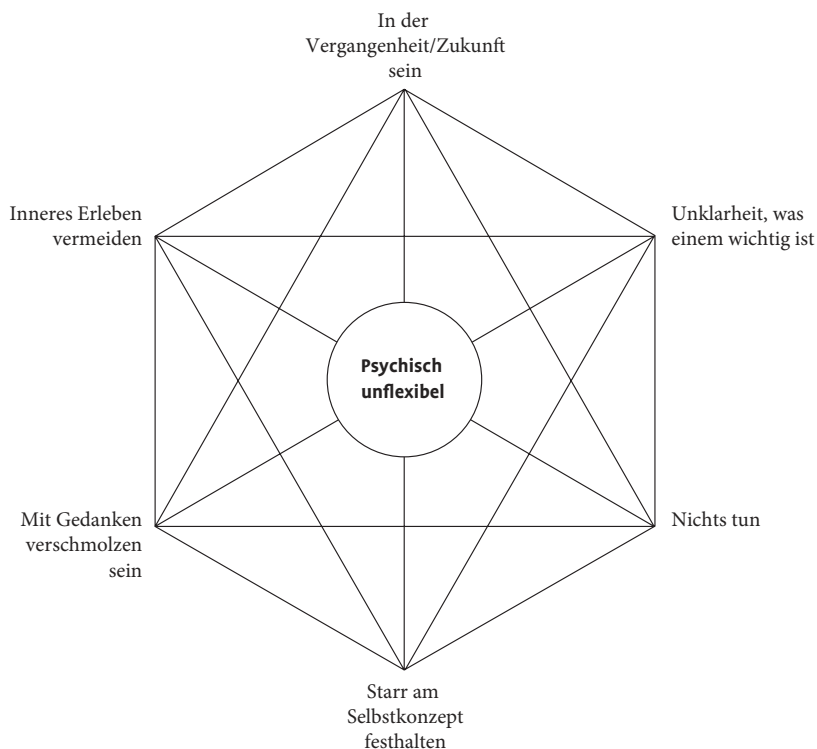 In der
Vergangenheit/Zukunft
sein
Inneres Erleben
vermeiden
Unklarheit, was
einem wichtig ist
Psychisch
unflexibel
Mit Gedanken
verschmolzen
sein
Nichts tun
Starr am
Selbstkonzept
festhalten